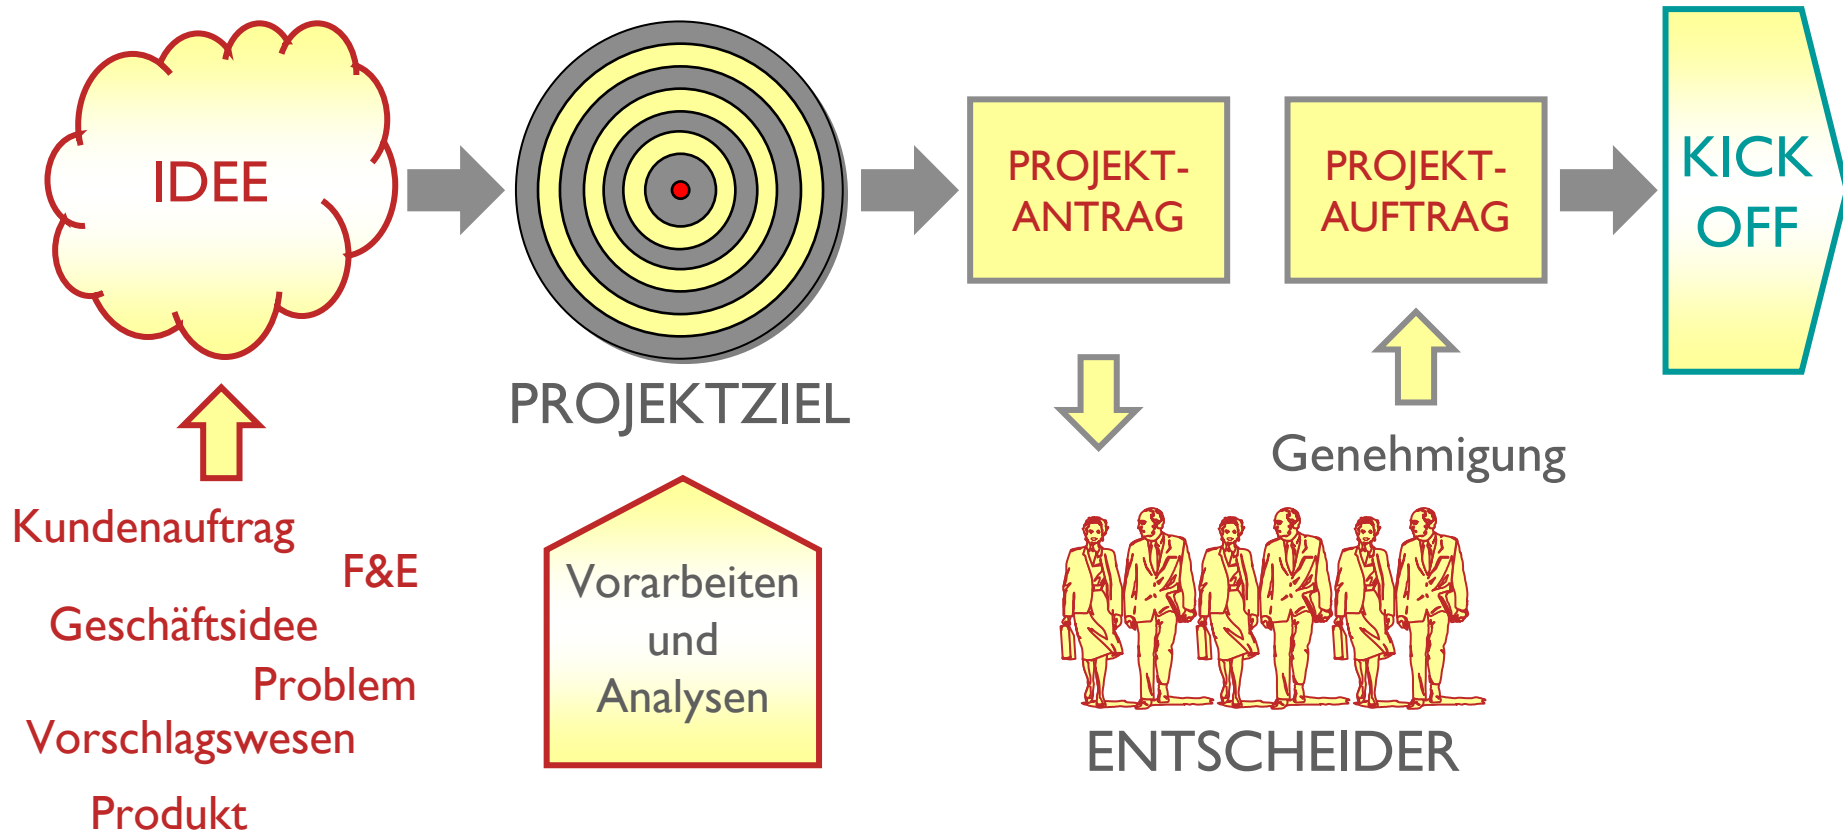 IDEE
PROJEKTZIEL
PROJEKT-
ANTRAG
PROJEKT-
AUFTRAG
KICK
OFF
Kundenauftrag
F&E
Geschäftsidee
Problem
Vorschlagswesen
Produkt
Vorarbeiten
und
Analysen
Genehmigung
ENTSCHEIDER